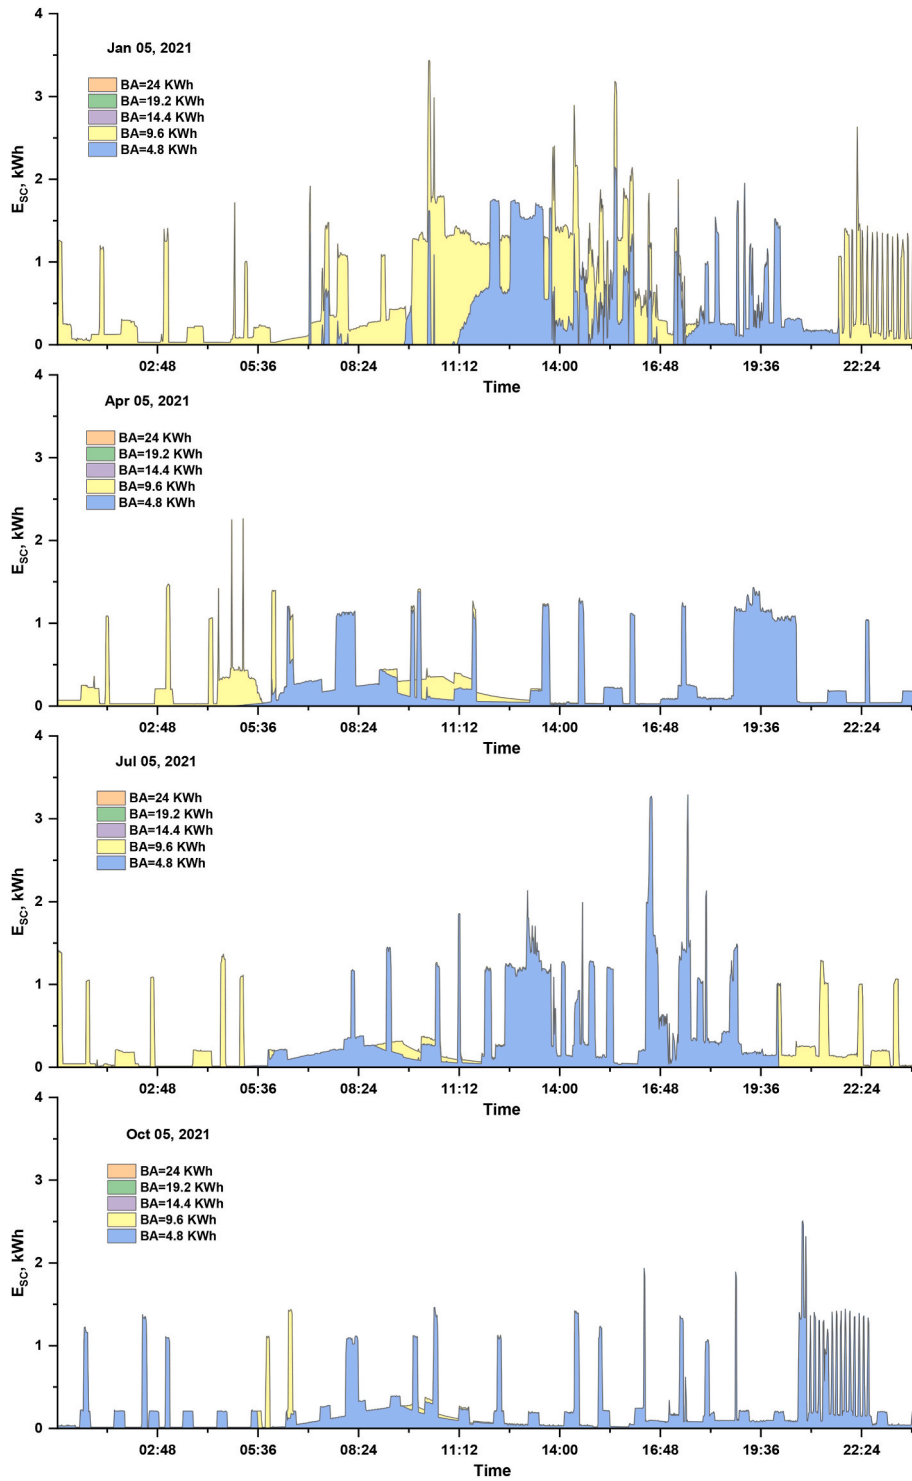 4
Jan 05, 2021
BA=24 KWh
3
BA=19.2 KWh
BA=14.4 KWh
BA=9.6 KWh
BA=4.8 KWh
2
E_SC, kWh
1
0
02:48 05:36 08:24 11:12 14:00 16:48 19:36 22:24
Time
4
Apr 05, 2021
BA=24 KWh
3
BA=19.2 KWh
BA=14.4 KWh
BA=9.6 KWh
BA=4.8 KWh
2
E_SC, kWh
1
0
02:48 05:36 08:24 11:12 14:00 16:48 19:36 22:24
Time
4
Jul 05, 2021
BA=24 KWh
3
BA=19.2 KWh
BA=14.4 KWh
BA=9.6 KWh
BA=4.8 KWh
2
E_SC, kWh
1
0
02:48 05:36 08:24 11:12 14:00 16:48 19:36 22:24
Time
4
Oct 05, 2021
BA=24 KWh
3
BA=19.2 KWh
BA=14.4 KWh
BA=9.6 KWh
BA=4.8 KWh
2
E_SC, kWh
1
0
02:48 05:36 08:24 11:12 14:00 16:48 19:36 22:24
Time